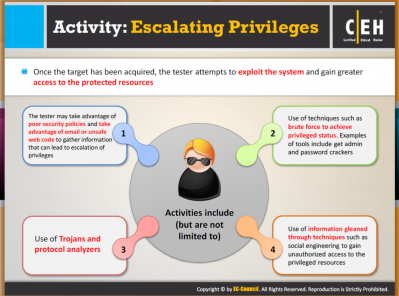 Activity: Escalating Privileges
C|EH
Certified Ethical Hacker
Once the target has been acquired, the tester attempts to exploit the system and gain greater
access to the protected resources
The tester may take advantage of
poor security policies and take
advantage of email or unsafe
web code to gather information
that can lead to escalation of
privileges
1
2
Use of techniques such as
brute force to achieve
privileged status. Examples
of tools include get admin
and password crackers
Activities include
(but are not
limited to)
Use of Trojans and
protocol analyzers
3
4
Use of information gleaned
through techniques such as
social engineering to gain
unauthorized access to the
privileged resources
Copyright © by EC-Council. All Rights Reserved. Reproduction is Strictly Prohibited.